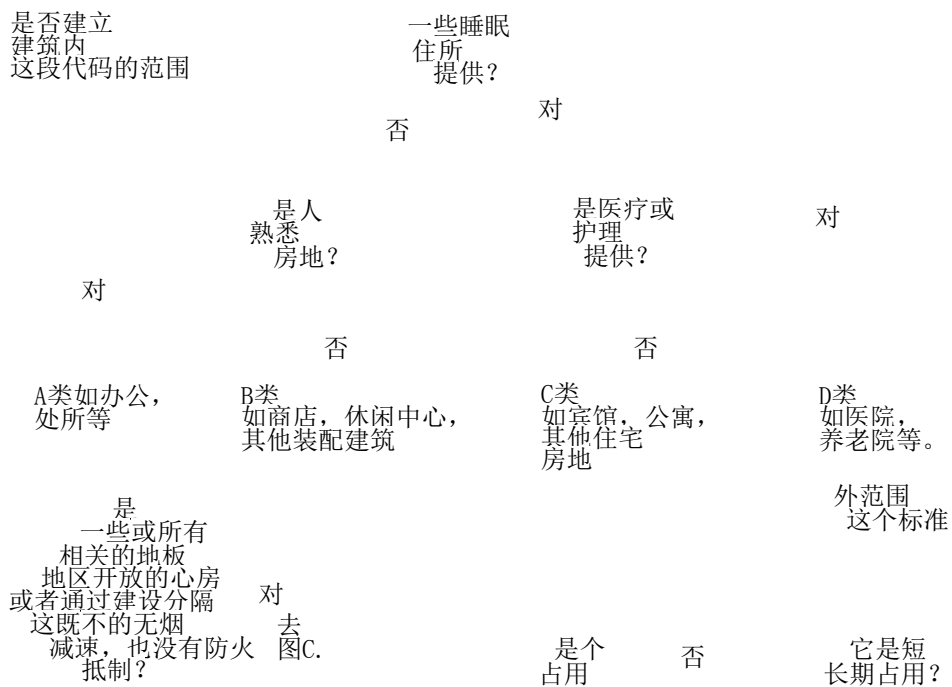 是否建立
建筑内
这段代码的范围
一些睡眠
住所
提供？
对
否
是人
熟悉
房地？
是医疗或
护理
提供？
对
对
否
否
A类如办公，
处所等
B类
如商店，休闲中心，
其他装配建筑
C类
如宾馆，公寓，
其他住宅
房地
D类
如医院，
养老院等。
外范围
这个标准
是
一些或所有
相关的地板
地区开放的心房
或者通过建设分隔
这既不的无烟
减速，也没有防火
抵制？
对
去
图C.
是个
占用
否
它是短
长期占用？